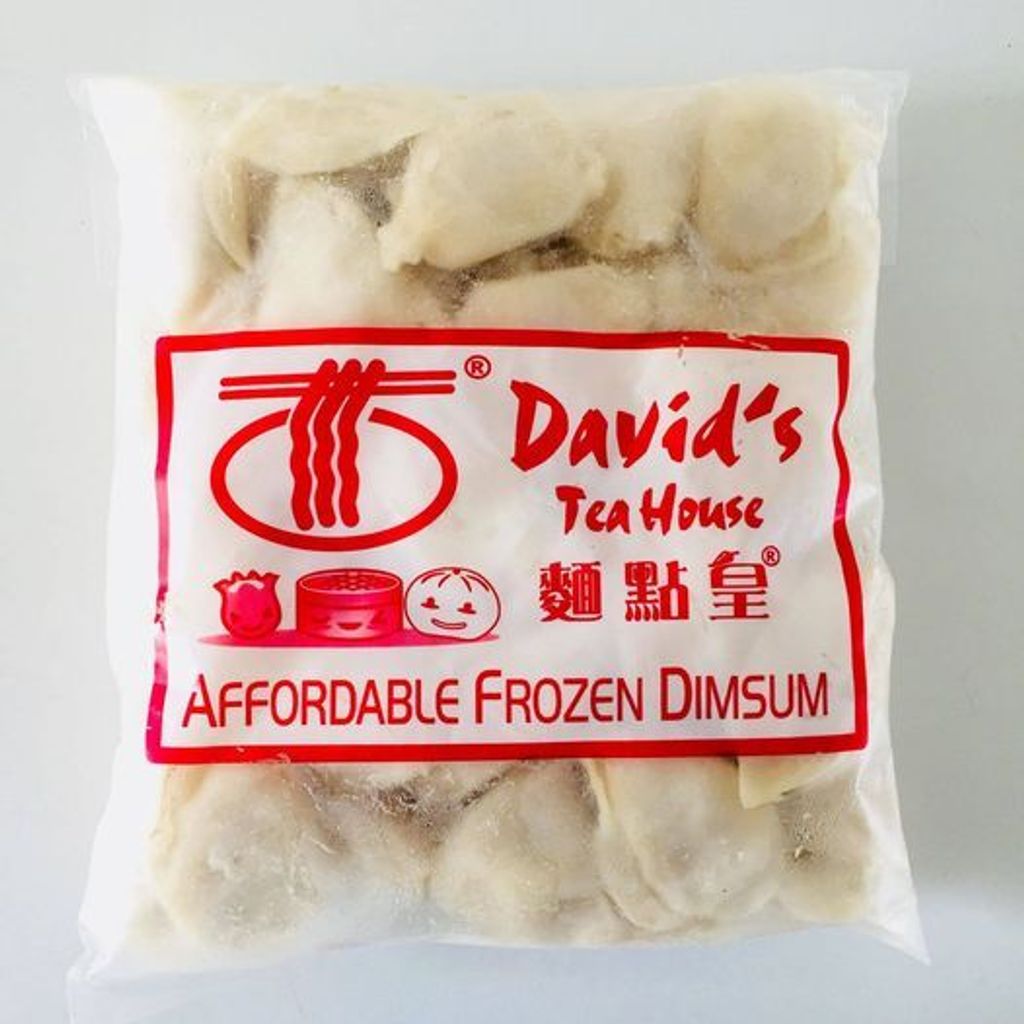 ®
David's
Tea House
麵點皇®
AFFORDABLE FROZEN DIMSUM